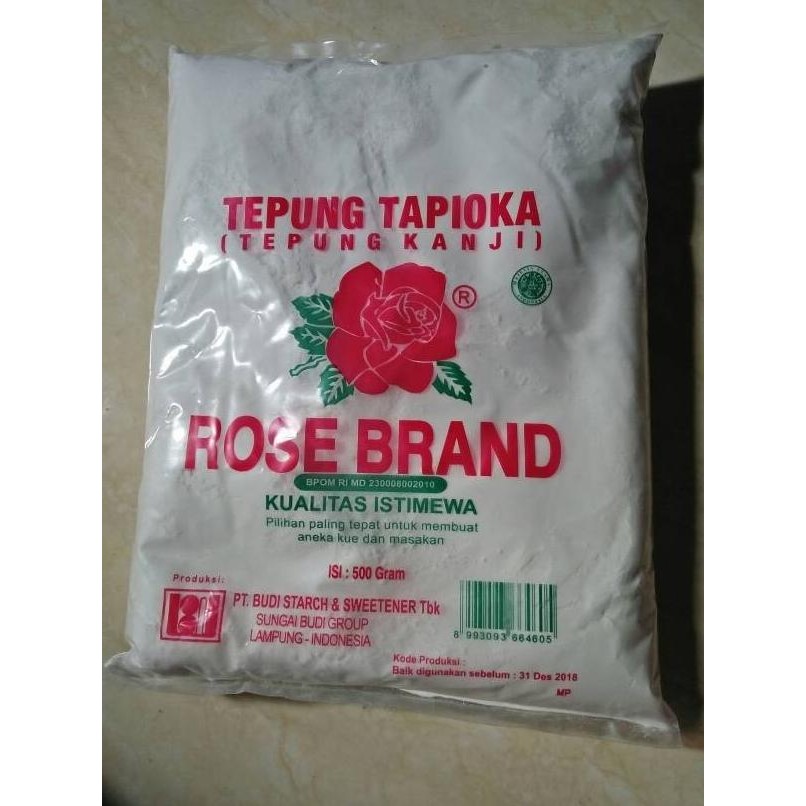 TEPUNG TAPIOKA
(TEPUNG KANJI)
®
ROSE BRAND
BPOM RI MD 230008002010
KUALITAS ISTIMEWA
Pilihan paling tepat untuk membuat
aneka kue dan masakan
ISI : 500 Gram
Produksi:
PT. BUDI STARCH & SWEETENER Tbk
SUNGAI BUDI GROUP
LAMPUNG - INDONESIA
8 993093 664605
Kode Produksi :
Baik digunakan sebelum : 31 Des 2018
MP